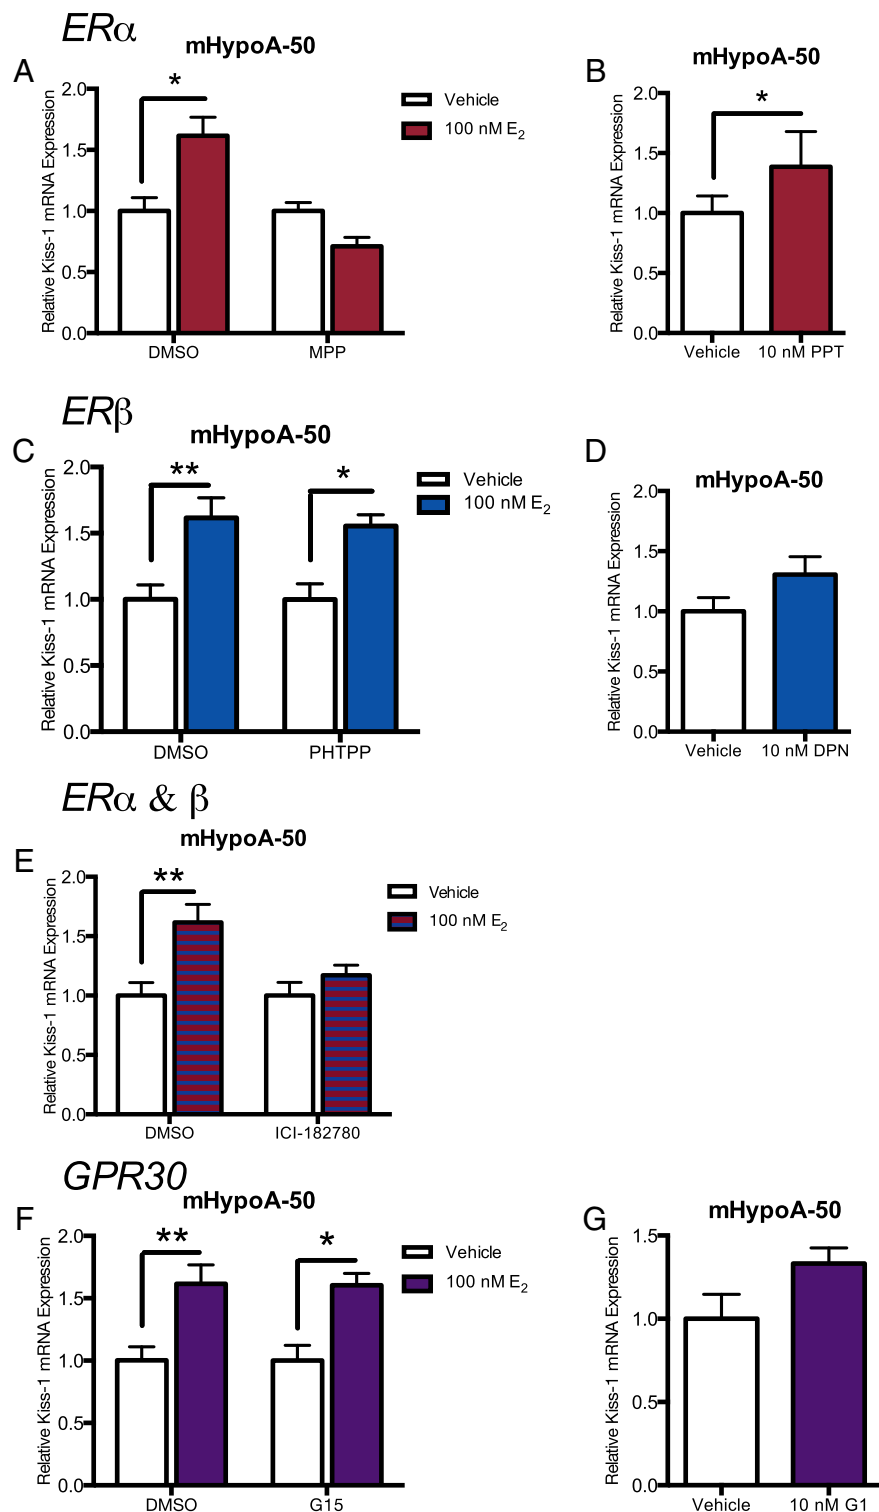 ERα
mHypoA-50
A
Relative Kiss-1 mRNA Expression
2.0
1.5
1.0
0.5
0.0
*
DMSO
MPP
Vehicle
100 nM E2
B
mHypoA-50
Relative Kiss-1 mRNA Expression
2.0
1.5
1.0
0.5
0.0
*
Vehicle
10 nM PPT
ERβ
mHypoA-50
C
Relative Kiss-1 mRNA Expression
2.0
1.5
1.0
0.5
0.0
**
*
DMSO
PHTPP
Vehicle
100 nM E2
D
mHypoA-50
Relative Kiss-1 mRNA Expression
2.0
1.5
1.0
0.5
0.0
Vehicle
10 nM DPN
ERα & β
mHypoA-50
E
Relative Kiss-1 mRNA Expression
2.0
1.5
1.0
0.5
0.0
**
DMSO
ICI-182780
Vehicle
100 nM E2
GPR30
mHypoA-50
F
Relative Kiss-1 mRNA Expression
2.0
1.5
1.0
0.5
0.0
**
*
DMSO
G15
Vehicle
100 nM E2
G
mHypoA-50
Relative Kiss-1 mRNA Expression
1.5
1.0
0.5
0.0
Vehicle
10 nM G1